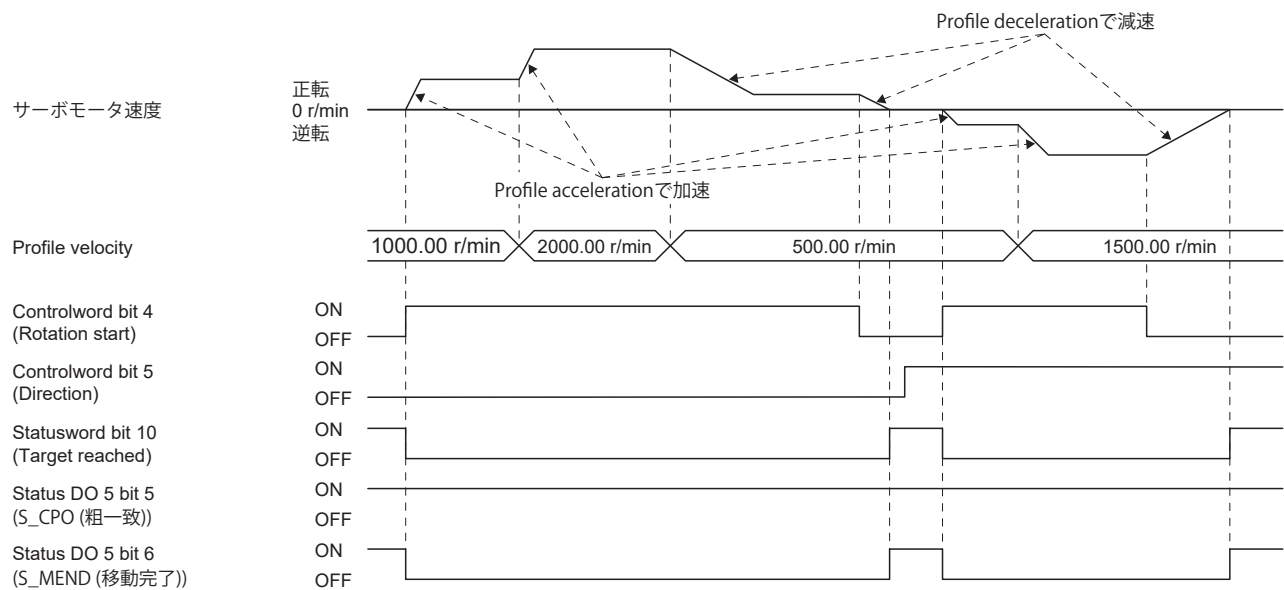 Profile decelerationで減速
正転
サーボモータ速度
0 r/min
逆転
Profile accelerationで加速
Profile velocity
1000.00 r/min
2000.00 r/min
500.00 r/min
1500.00 r/min
Controlword bit 4
(Rotation start)
ON
OFF
Controlword bit 5
(Direction)
ON
OFF
Statusword bit 10
(Target reached)
ON
OFF
Status DO 5 bit 5
(S_CPO (粗一致))
ON
OFF
Status DO 5 bit 6
(S_MEND (移動完了))
ON
OFF